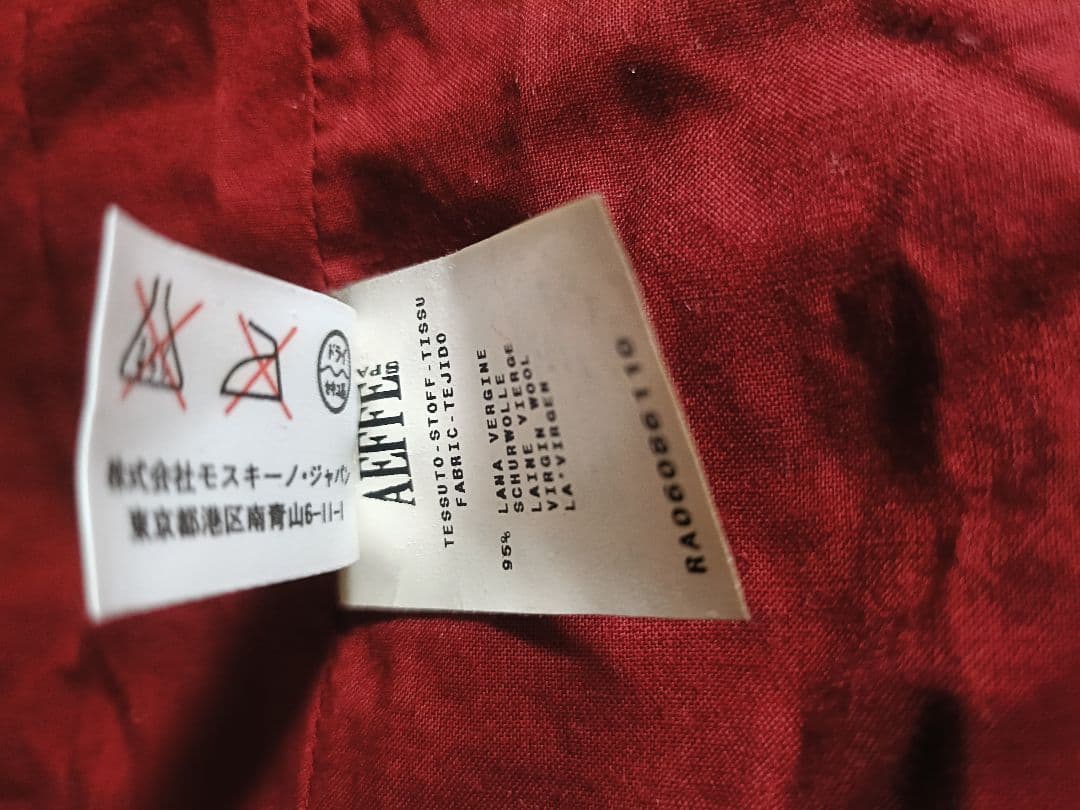 ドライ
株式会社モスキーノ・ジャパン
東京都港区南青山6-11-1
AEFFE
TESSUTO-STOFF-TISSU
FABRIC-TEJIDO
95% LANA VERGINE
SCHURWOLLE
LAINE VIERGE
VIRGIN WOOL
LA·VIRGEN